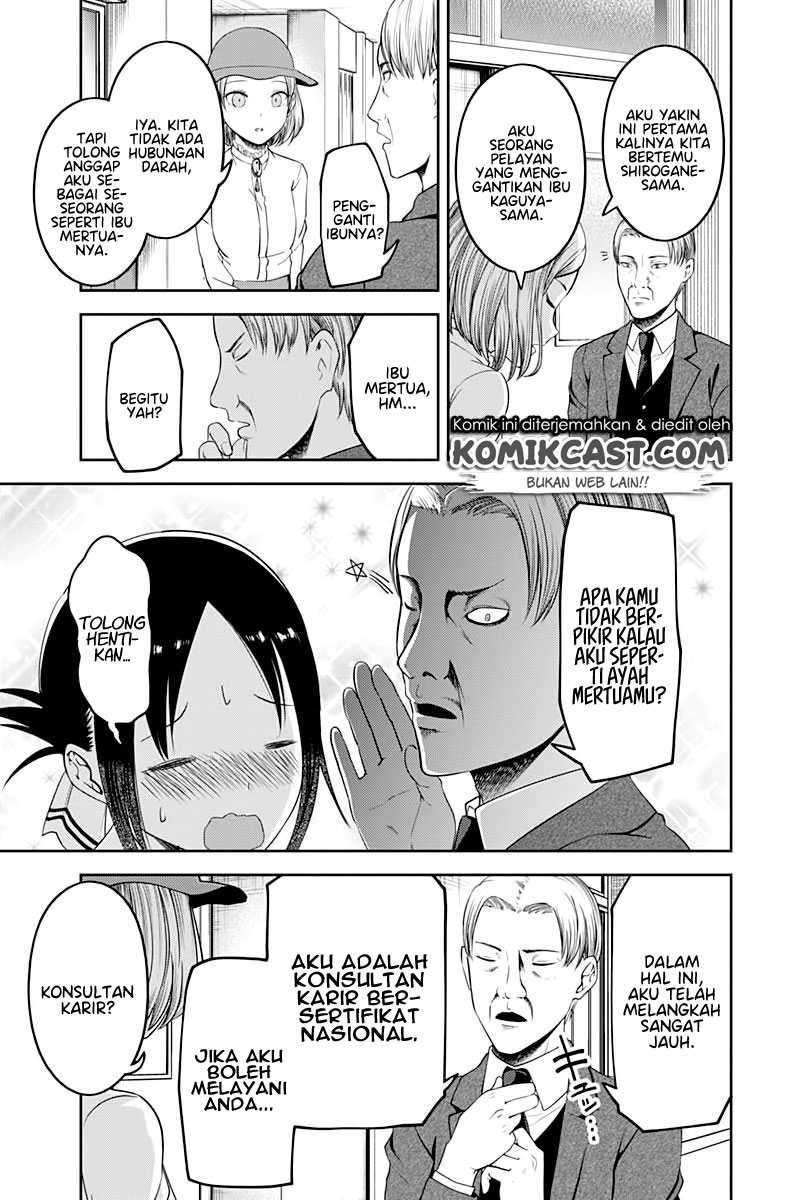 AKU YAKIN
INI PERTAMA
KALINYA KITA
BERTEMU.
SHIROGANE-
SAMA.
AKU
SEORANG
PELAYAN
YANG MENG-
GANTIKAN IBU
KAGUYA-
SAMA.
PENG-
GANTI
IBUNYA?
IYA. KITA
TIDAK ADA
HUBUNGAN
DARAH,
TAPI
TOLONG
ANGGAP
AKU SE-
BAGAI SE-
SEORANG
SEPERTI IBU
MERTUA-
NYA.
IBU
MERTUA,
HM...
BEGITU
YAH?
Komik ini diterjemahkan & diedit oleh
KOMIKCAST.COM
BUKAN WEB LAIN!!
APA KAMU
TIDAK BER-
PIKIR KALAU
AKU SEPER-
TI AYAH
MERTUAMU?
TOLONG
HENTI-
KAN...
DALAM
HAL INI,
AKU TELAH
MELANGKAH
SANGAT
JAUH.
キュッ…
AKU ADALAH
KONSULTAN
KARIR BER-
SERTIFIKAT
NASIONAL.
JIKA AKU
BOLEH
MELAYANI
ANDA...
KONSULTAN
KARIR?